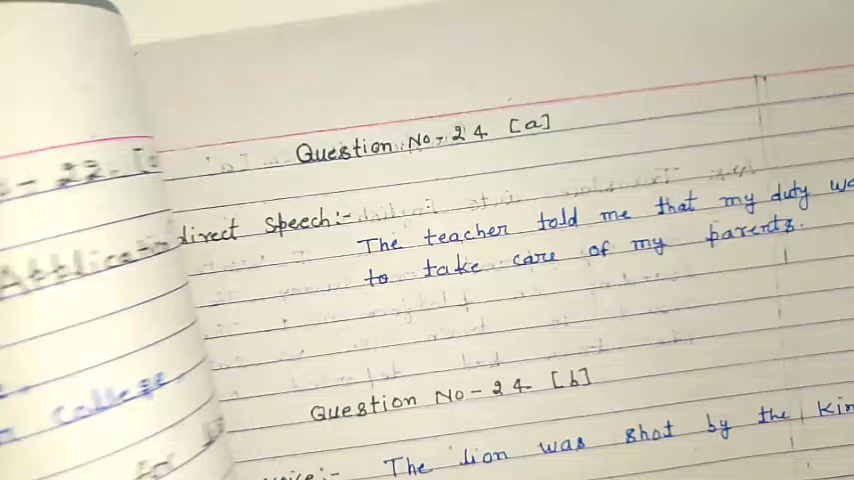 Question No - 24 [a]
direct speech:-
The teacher told me that my duty
to take care of my parents.
Question No - 24 [b]
The lion was shot by the
college